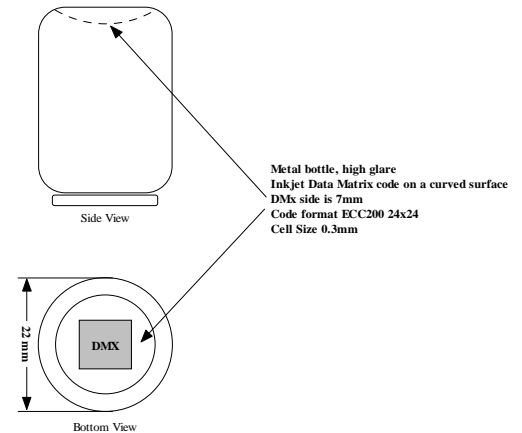 Metal bottle, high glare
Inkjet Data Matrix code on a curved surface
DMx side is 7mm
Code format ECC200 24x24
Cell Size 0.3mm
Side View
22 mm
DMX
Bottom View